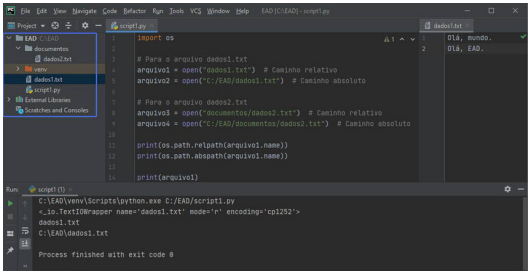 File Edit View Navigate Code Refactor Run Tools VCS Window Help EAD [C:\EAD] - script1.py
Project
script1.py
dados1.txt
EAD C:\EAD
documentos
dados2.txt
venv
dados1.txt
script1.py
External Libraries
Scratches and Consoles
1 import os
2
3 # Para o arquivo dados1.txt
4 arquivo1 = open("dados1.txt") # Caminho relativo
5 arquivo2 = open("C:/EAD/dados1.txt") # Caminho absoluto
6
7 # Para o arquivo dados2.txt
8 arquivo3 = open("documentos/dados2.txt") # Caminho relativo
9 arquivo4 = open("C:/EAD/documentos/dados2.txt") # Caminho absoluto
10
11 print(os.path.relpath(arquivo1.name))
12 print(os.path.abspath(arquivo1.name))
13
14 print(arquivo1)
1 Olá, mundo.
2 Olá, EAD.
Run: script1 (1)
C:\EAD\venv\Scripts\python.exe C:/EAD/script1.py
<_io.TextIOWrapper name='dados1.txt' mode='r' encoding='cp1252'>
dados1.txt
C:\EAD\dados1.txt
Process finished with exit code 0